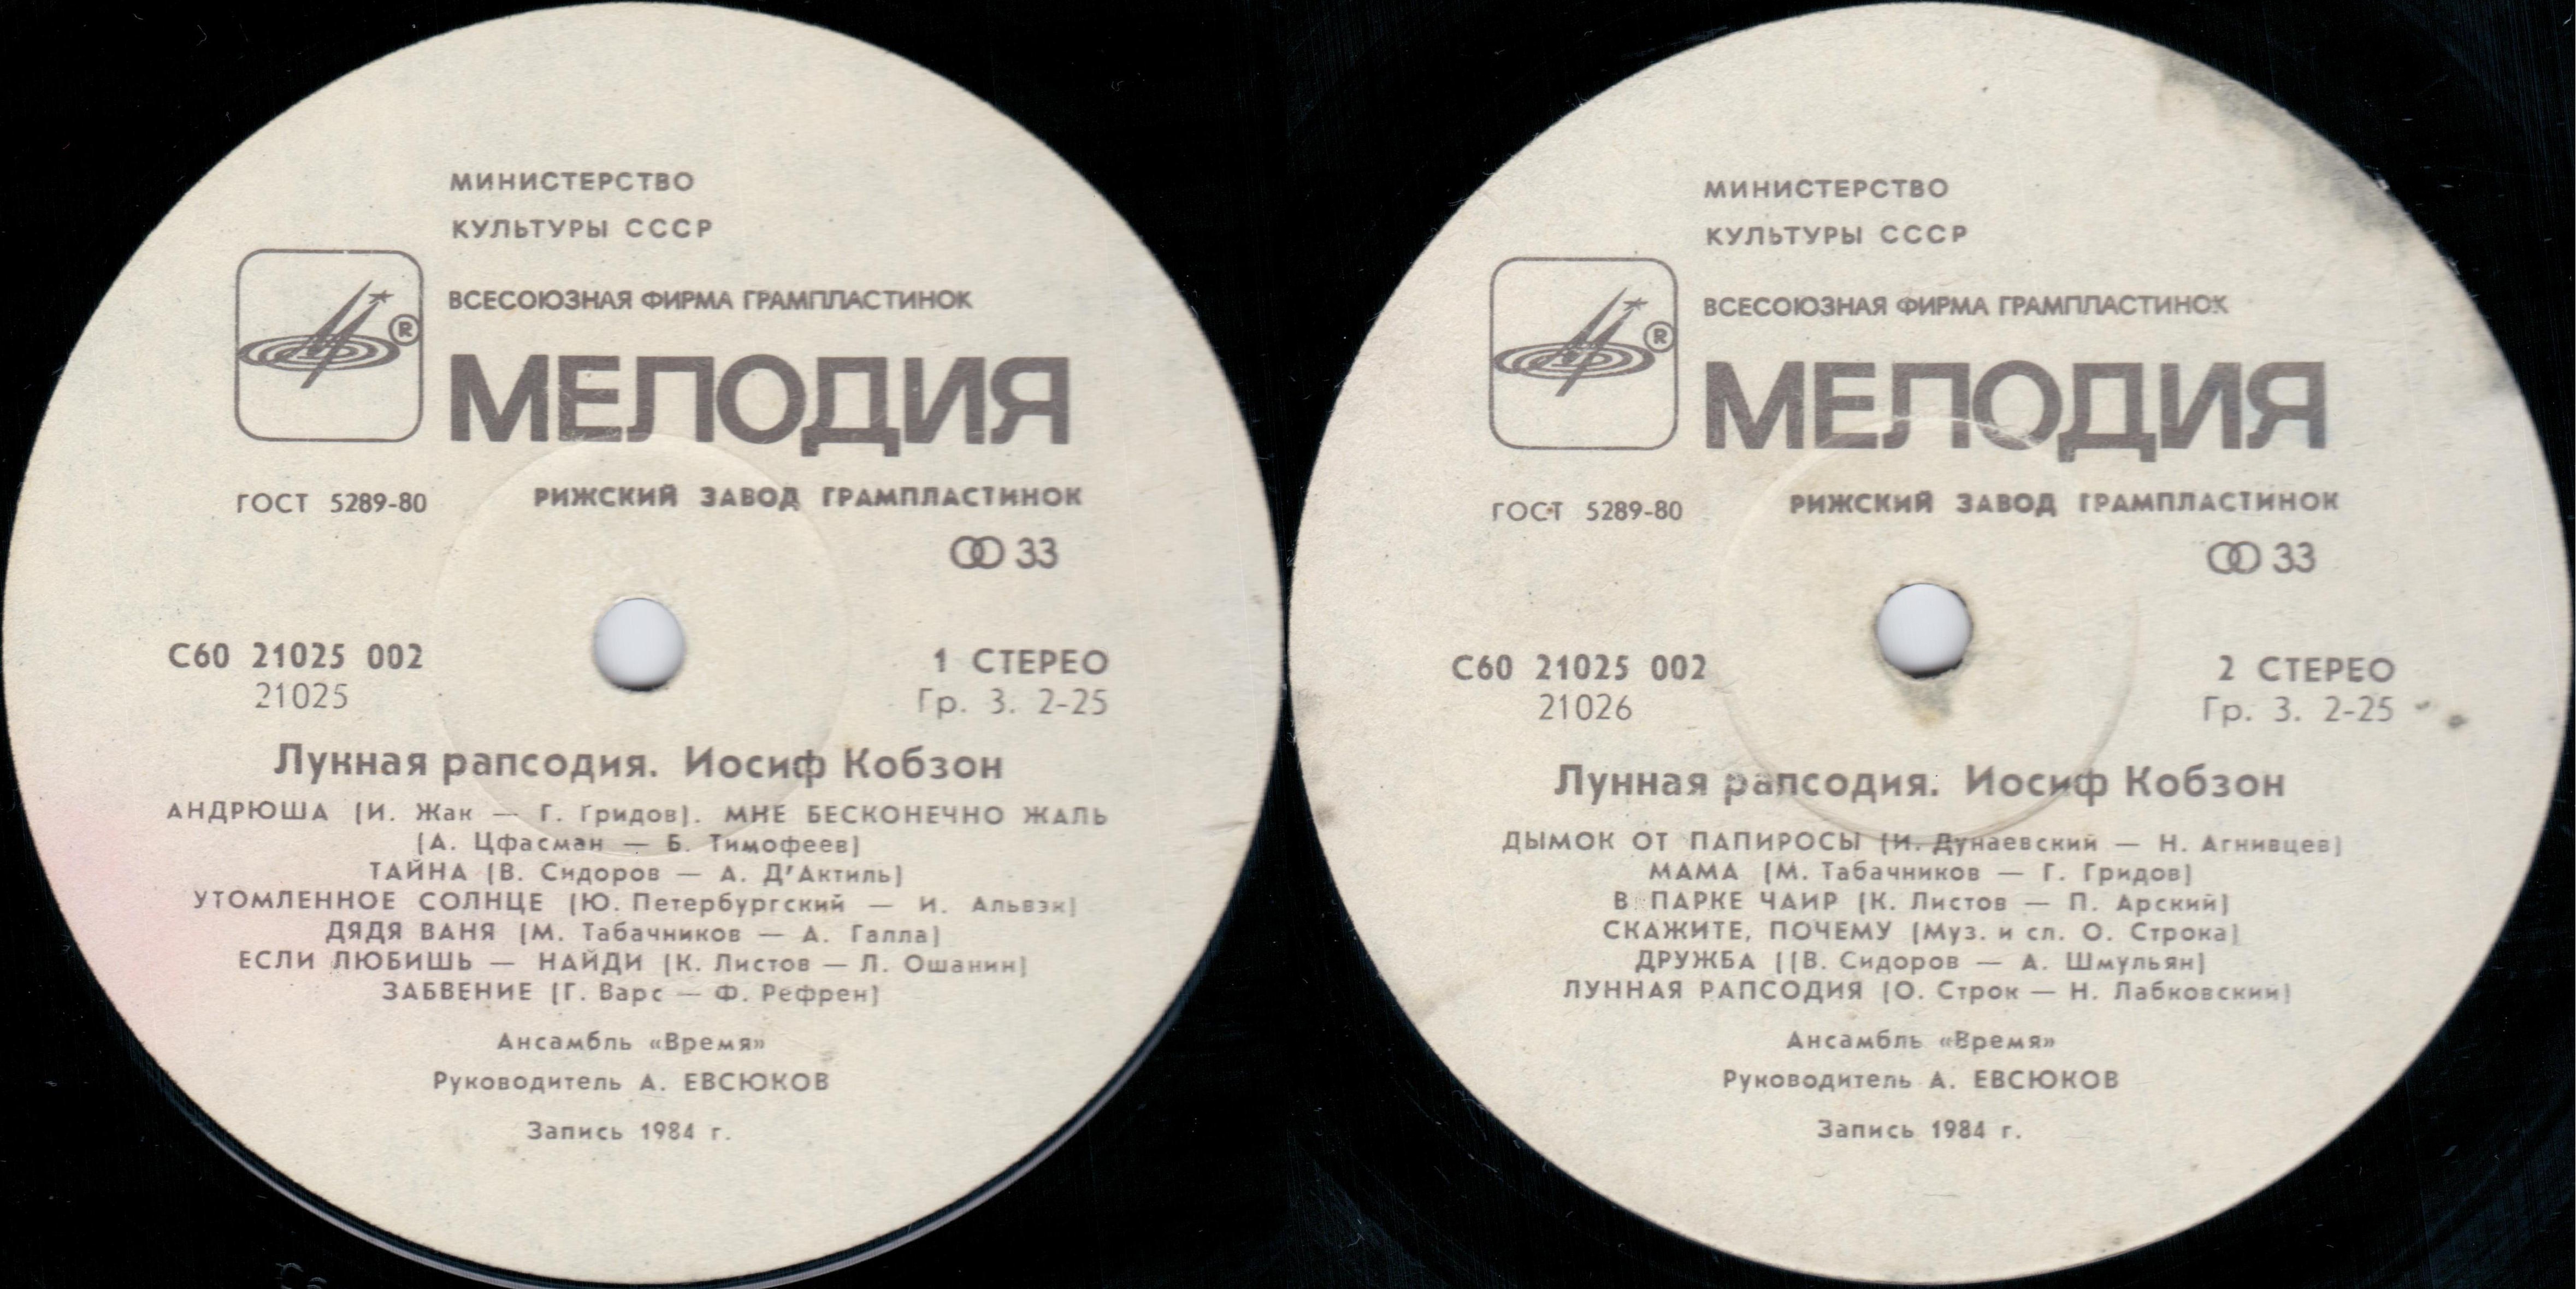 МИНИСТЕРСТВО
КУЛЬТУРЫ СССР
ВСЕСОЮЗНАЯ ФИРМА ГРАМПЛАСТИНОК
®
МЕЛОДИЯ
ГОСТ 5289-80 РИЖСКИЙ ЗАВОД ГРАМПЛАСТИНОК
33
С60 21025 002 1 СТЕРЕО
21025 Гр. 3. 2-25
Лунная рапсодия. Иосиф Кобзон
АНДРЮША (И. Жак — Г. Гридов). МНЕ БЕСКОНЕЧНО ЖАЛЬ
(А. Цфасман — Б. Тимофеев)
ТАЙНА (В. Сидоров — А. Д'Актиль)
УТОМЛЕННОЕ СОЛНЦЕ (Ю. Петербургский — И. Альвэк)
ДЯДЯ ВАНЯ (М. Табачников — А. Галла)
ЕСЛИ ЛЮБИШЬ — НАЙДИ (К. Листов — Л. Ошанин)
ЗАБВЕНИЕ (Г. Варс — Ф. Рефрен)
Ансамбль «Время»
Руководитель А. ЕВСЮКОВ
Запись 1984 г.
МИНИСТЕРСТВО
КУЛЬТУРЫ СССР
ВСЕСОЮЗНАЯ ФИРМА ГРАМПЛАСТИНОК
®
МЕЛОДИЯ
ГОСТ 5289-80 РИЖСКИЙ ЗАВОД ГРАМПЛАСТИНОК
33
С60 21025 002 2 СТЕРЕО
21026 Гр. 3. 2-25
Лунная рапсодия. Иосиф Кобзон
ДЫМОК ОТ ПАПИРОСЫ (И. Дунаевский — Н. Агнивцев)
МАМА (М. Табачников — Г. Гридов)
В ПАРКЕ ЧАИР (К. Листов — П. Арский)
СКАЖИТЕ, ПОЧЕМУ (Муз. и сл. О. Строка)
ДРУЖБА ((В. Сидоров — А. Шмульян)
ЛУННАЯ РАПСОДИЯ (О. Строк — Н. Лабковский)
Ансамбль «Время»
Руководитель А. ЕВСЮКОВ
Запись 1984 г.